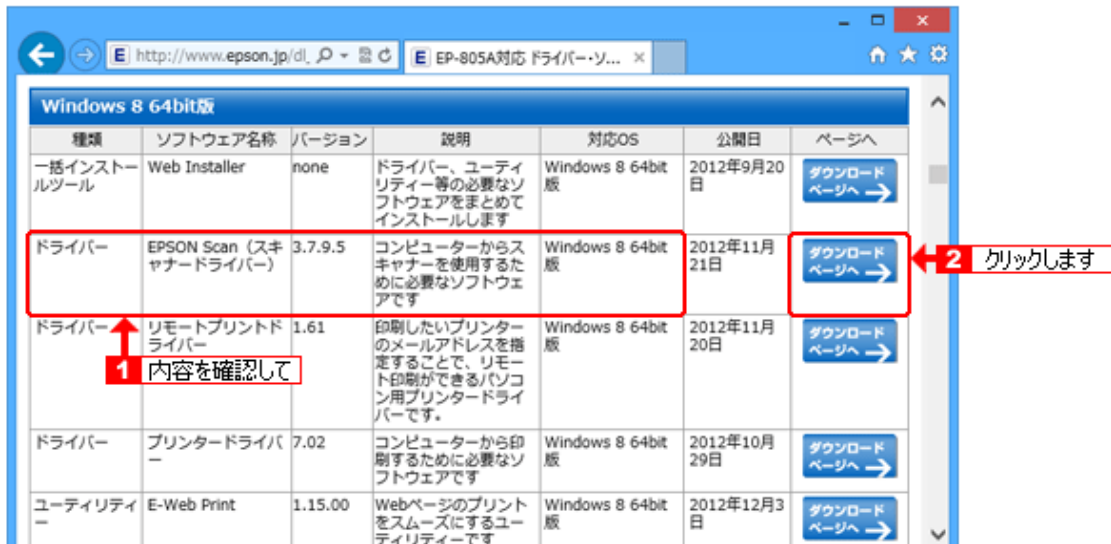 http://www.epson.jp/dl_
EP-805A対応 ドライバー・ソ...
Windows 8 64bit版
種類 ソフトウェア名称 バージョン 説明 対応OS 公開日 ページへ
一括インストー Web Installer none ドライバー、ユーティ Windows 8 64bit 2012年9月20 ダウンロード
ルツール リティー等の必要なソ 版 日 ページへ
フトウェアをまとめて
インストールします
ドライバー EPSON Scan（スキ 3.7.9.5 コンピューターからス Windows 8 64bit 2012年11月 ダウンロード
ャナードライバー） キャナーを使用するた 版 21日 ページへ
めに必要なソフトウェ
アです
2 クリックします
ドライバー リモートプリントド 1.61 印刷したいプリンター Windows 8 64bit 2012年11月 ダウンロード
ライバー のメールアドレスを指 版 20日 ページへ
定することで、リモー
ト印刷ができるパソコ
ン用プリンタードライ
バーです。
1 内容を確認して
ドライバー プリンタードライバ 7.02 コンピューターから印 Windows 8 64bit 2012年10月 ダウンロード
ー 刷するために必要なソ 版 29日 ページへ
フトウェアです
ユーティリティ E-Web Print 1.15.00 Webページのプリント Windows 8 64bit 2012年12月3 ダウンロード
ー をスムーズにするユー 版 日 ページへ
ティリティーです